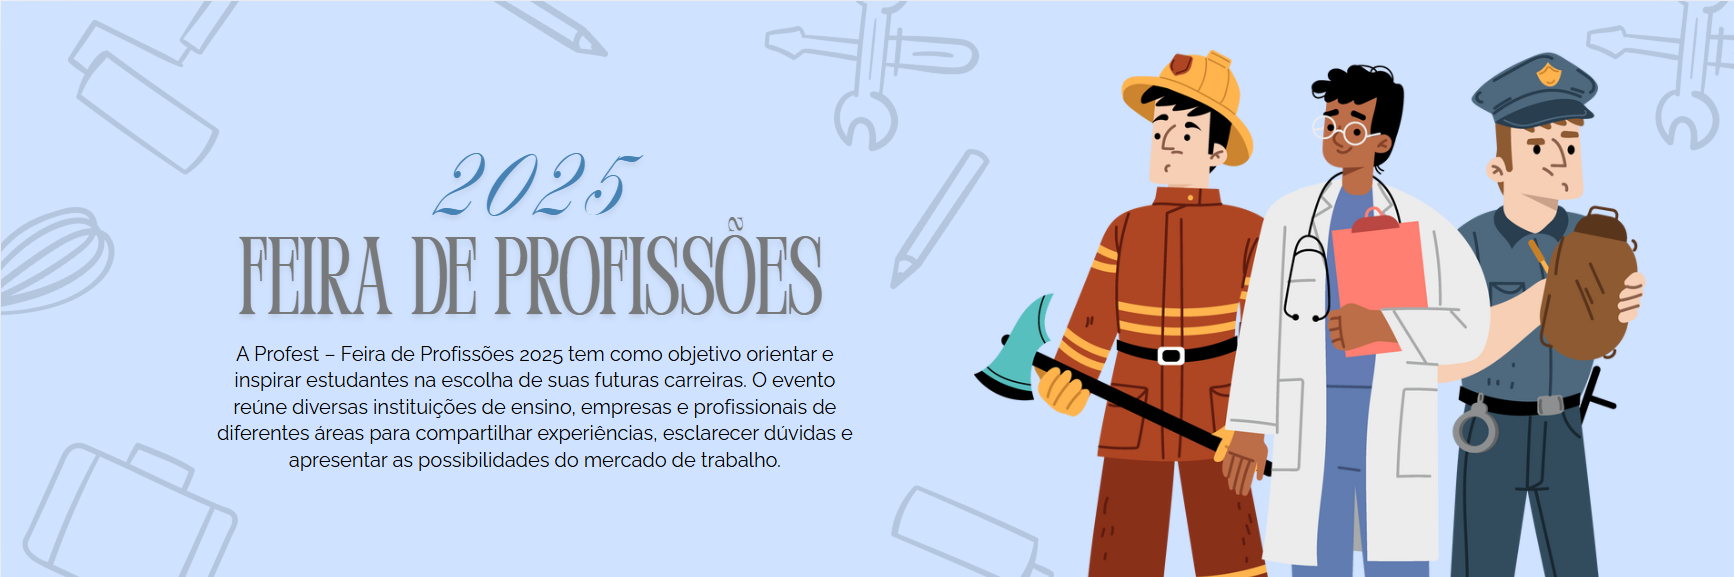 2025
FEIRA DE PROFISSÕES
A Profest – Feira de Profissões 2025 tem como objetivo orientar e
inspirar estudantes na escolha de suas futuras carreiras. O evento
reúne diversas instituições de ensino, empresas e profissionais de
diferentes áreas para compartilhar experiências, esclarecer dúvidas e
apresentar as possibilidades do mercado de trabalho.